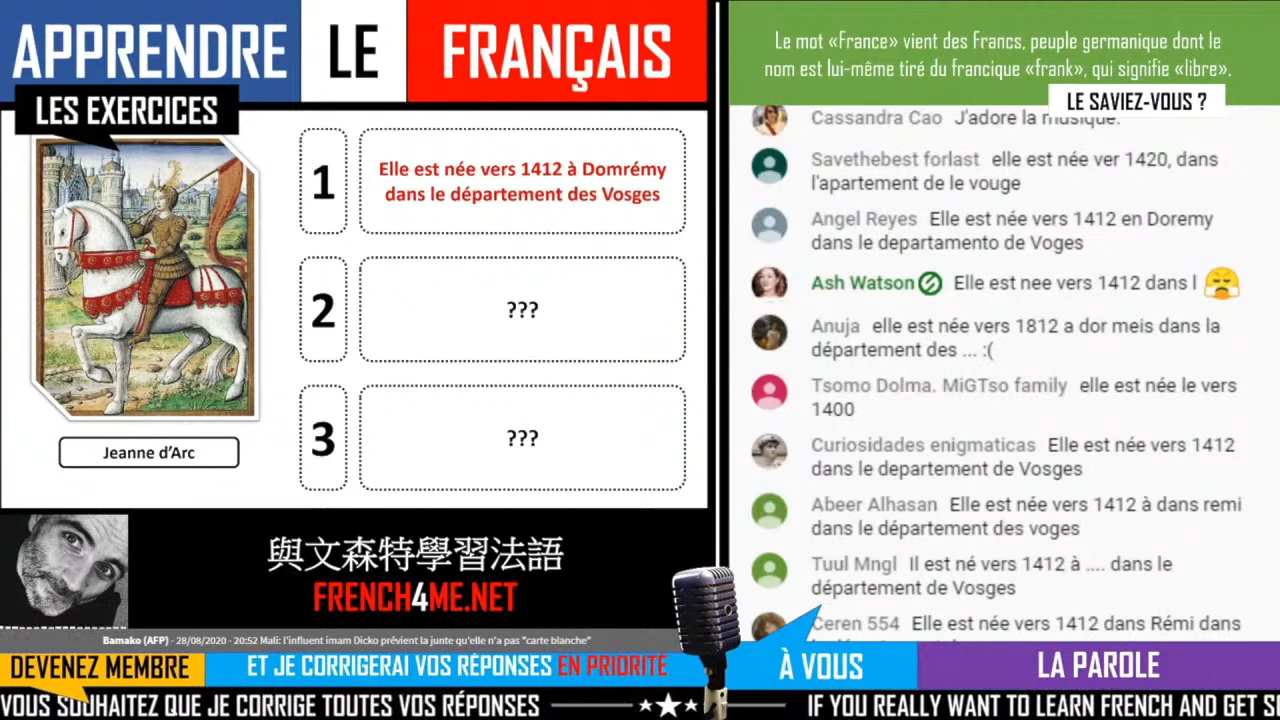 APPRENDRE LE FRANÇAIS
LES EXERCICES
1
Elle est née vers 1412 à Domrémy
dans le département des Vosges
2
???
3
???
Jeanne d'Arc
與文森特學習法語
FRENCH4ME.NET
Bamako (AFP) - 28/08/2020 - 20:52 Mali: l'influent imam Dicko prévient la junte qu'elle n'a pas "carte blanche"
DEVENEZ MEMBRE
ET JE CORRIGERAI VOS RÉPONSES EN PRIORITÉ
VOUS SOUHAITEZ QUE JE CORRIGE TOUTES VOS RÉPONSES
Le mot «France» vient des Francs, peuple germanique dont le
nom est lui-même tiré du francique «frank», qui signifie «libre».
LE SAVIEZ-VOUS ?
Cassandra Cao J'adore la musique.
Savethebest forlast elle est née ver 1420, dans
l'apartement de le vouge
Angel Reyes Elle est née vers 1412 en Doremy
dans le departamento de Voges
Ash Watson Elle est nee vers 1412 dans l
Anuja elle est née vers 1812 a dor meis dans la
département des ... :(
Tsomo Dolma. MiGTso family elle est née le vers
1400
Curiosidades enigmaticas Elle est née vers 1412
dans le departement de Vosges
Abeer Alhasan Elle est née vers 1412 à dans remi
dans le département des voges
Tuul Mngl Il est né vers 1412 à .... dans le
département de Vosges
Ceren 554 Elle est née vers 1412 dans Rémi dans
À VOUS
LA PAROLE
IF YOU REALLY WANT TO LEARN FRENCH AND GET